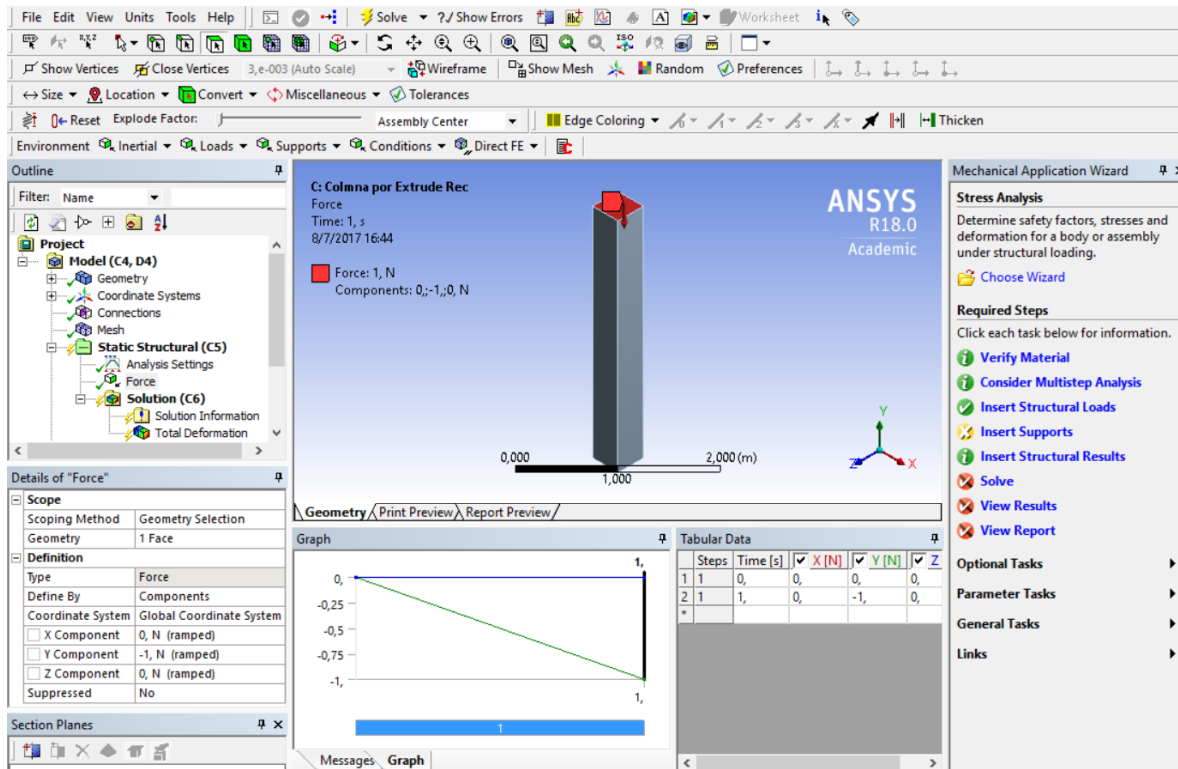 File Edit View Units Tools Help Solve ?/ Show Errors Worksheet
Show Vertices Close Vertices 3,e-003 (Auto Scale) Wireframe Show Mesh Random Preferences
Size Location Convert Miscellaneous Tolerances
Reset Explode Factor: Assembly Center Edge Coloring Thicken
Environment Inertial Loads Supports Conditions Direct FE
Outline
Filter: Name
Project
Model (C4, D4)
Geometry
Coordinate Systems
Connections
Mesh
Static Structural (C5)
Analysis Settings
Force
Solution (C6)
Solution Information
Total Deformation
Details of "Force"
Scope
Scoping Method Geometry Selection
Geometry 1 Face
Definition
Type Force
Define By Components
Coordinate System Global Coordinate System
X Component 0, N (ramped)
Y Component -1, N (ramped)
Z Component 0, N (ramped)
Suppressed No
Section Planes
C: Colmna por Extrude Rec
Force
Time: 1, s
8/7/2017 16:44
Force: 1, N
Components: 0,;-1,;0, N
ANSYS
R18.0
Academic
Y
Z X
0,000 2,000 (m)
1,000
Geometry Print Preview Report Preview
Graph
1,
0,
-0,25
-0,5
-0,75
-1,
1,
1
Messages Graph
Tabular Data
Steps Time [s] X [N] Y [N] Z
1 1 0, 0, 0, 0,
2 1 1, 0, -1, 0,
*
Mechanical Application Wizard
Stress Analysis
Determine safety factors, stresses and
deformation for a body or assembly
under structural loading.
Choose Wizard
Required Steps
Click each task below for information.
Verify Material
Consider Multistep Analysis
Insert Structural Loads
Insert Supports
Insert Structural Results
Solve
View Results
View Report
Optional Tasks
Parameter Tasks
General Tasks
Links